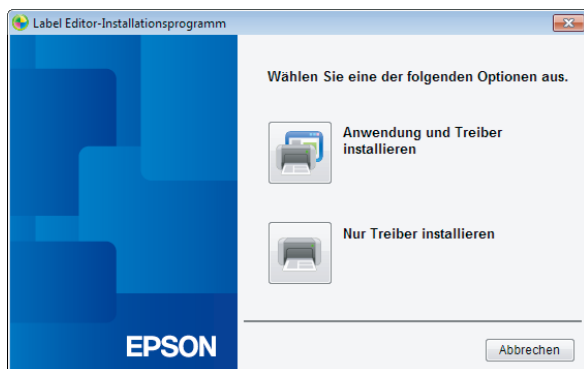 Label Editor-Installationsprogramm
Wählen Sie eine der folgenden Optionen aus.
Anwendung und Treiber
installieren
Nur Treiber installieren
EPSON
Abbrechen